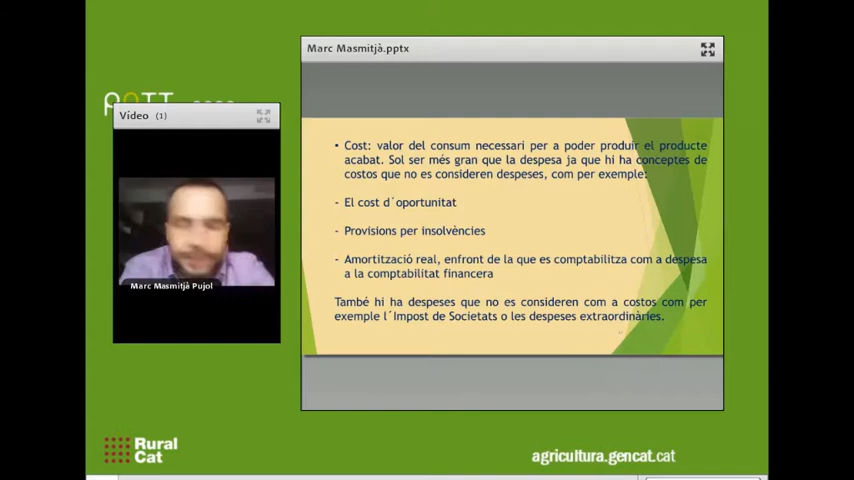 Marc Masmitjà.pptx
Vídeo (1)
Marc Masmitjà Pujol
• Cost: valor del consum necessari per a poder produir el producte
acabat. Sol ser més gran que la despesa ja que hi ha conceptes de
costos que no es consideren despeses, com per exemple:
- El cost d´oportunitat
- Provisions per insolvències
- Amortització real, enfront de la que es comptabilitza com a despesa
a la comptabilitat financera
També hi ha despeses que no es consideren com a costos com per
exemple l´Impost de Societats o les despeses extraordinàries.
Rural
Cat
agricultura.gencat.cat